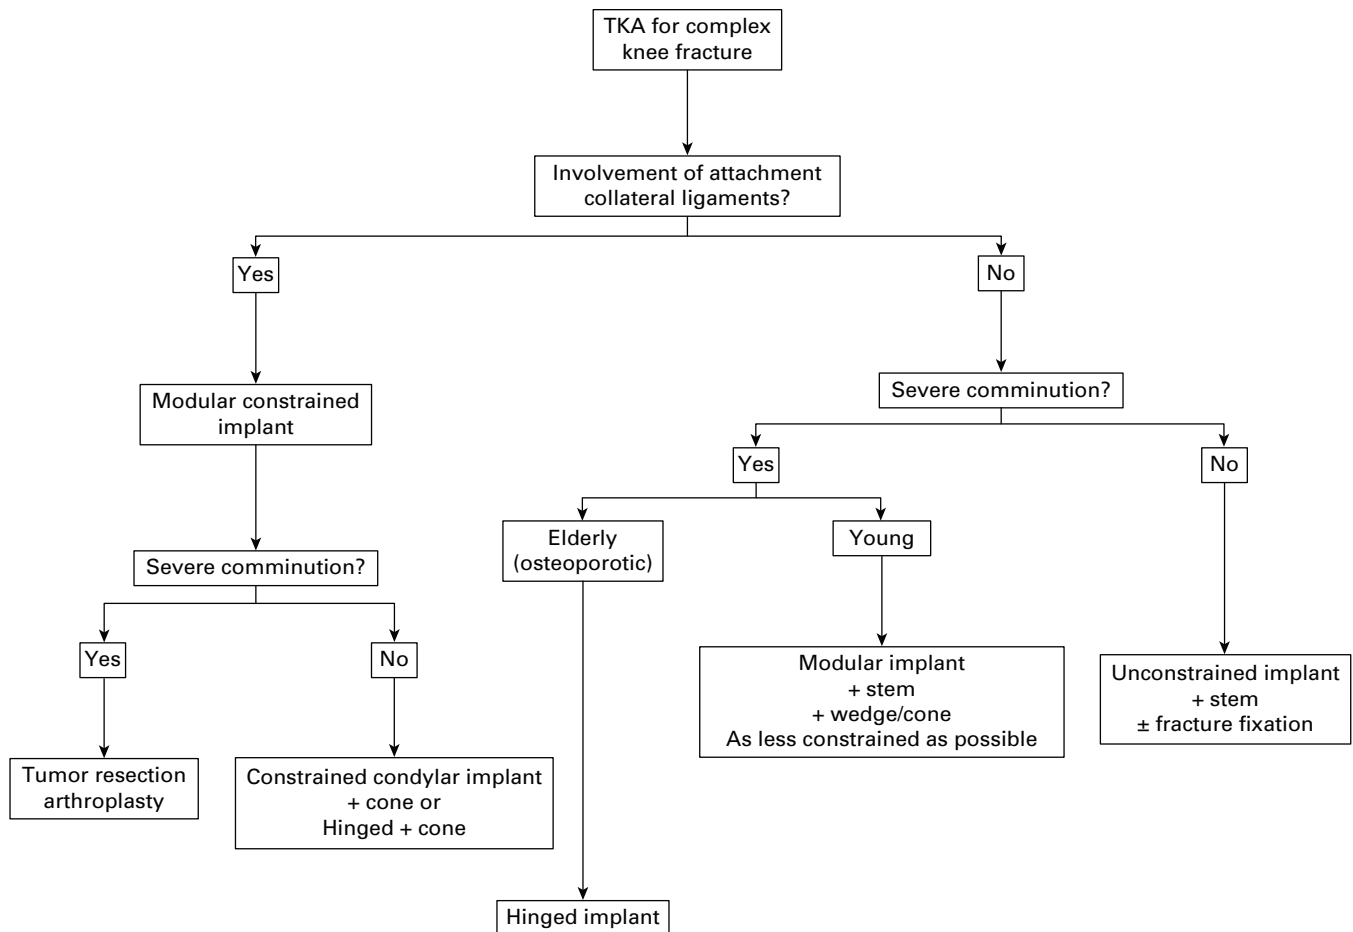 TKA for complex
knee fracture
Involvement of attachment
collateral ligaments?
Yes
No
Modular constrained
implant
Severe comminution?
Yes
No
Elderly
(osteoporotic)
Young
Severe comminution?
Yes
No
Modular implant
+ stem
+ wedge/cone
As less constrained as possible
Unconstrained implant
+ stem
± fracture fixation
Tumor resection
arthroplasty
Constrained condylar implant
+ cone or
Hinged + cone
Hinged implant